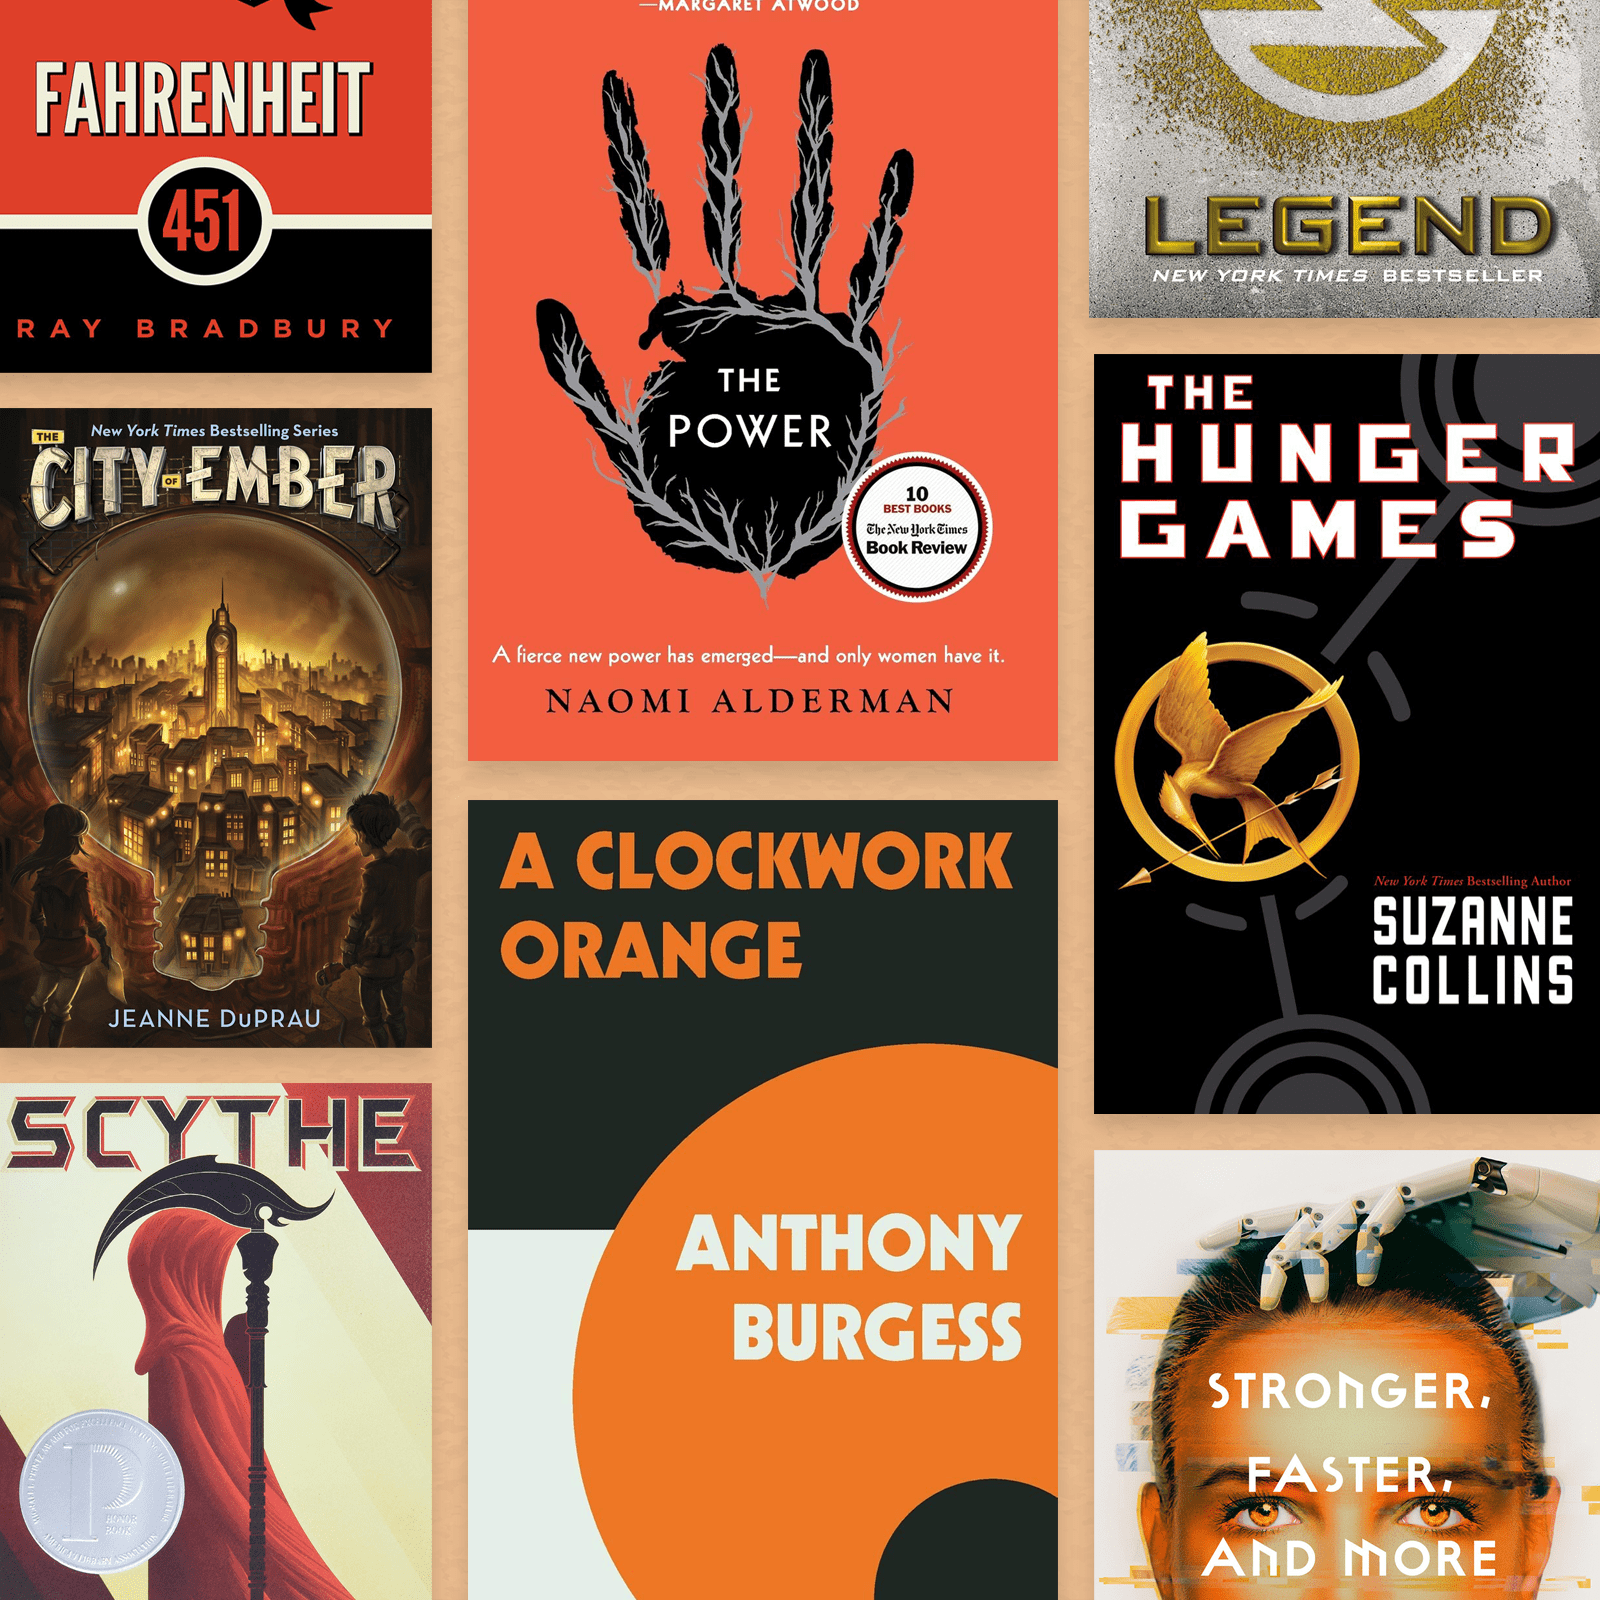 FAHRENHEIT
451
RAY BRADBURY
THE
New York Times Bestselling Series
CITY OF EMBER
JEANNE DuPRAU
SCYTHE
HONOR
BOOK
—MARGARET ATWOOD
THE
POWER
10
BEST BOOKS
The New York Times
Book Review
A fierce new power has emerged—and only women have it.
NAOMI ALDERMAN
A CLOCKWORK
ORANGE
ANTHONY
BURGESS
LEGEND
NEW YORK TIMES BESTSELLER
THE
HUNGER
GAMES
New York Times Bestselling Author
SUZANNE
COLLINS
STRONGER,
FASTER,
AND MORE